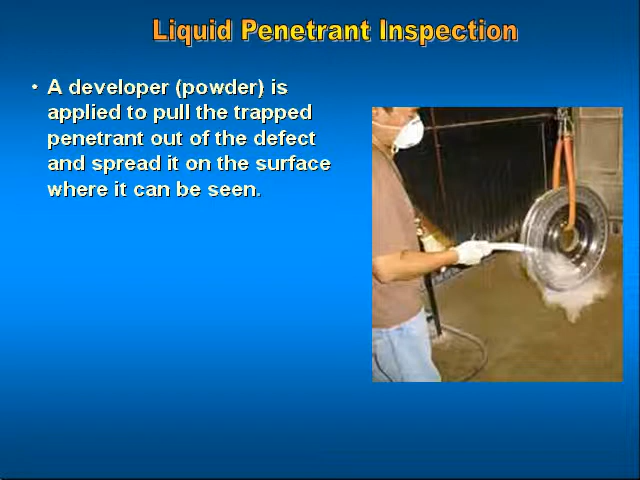 Liquid Penetrant Inspection
• A developer (powder) is
applied to pull the trapped
penetrant out of the defect
and spread it on the surface
where it can be seen.